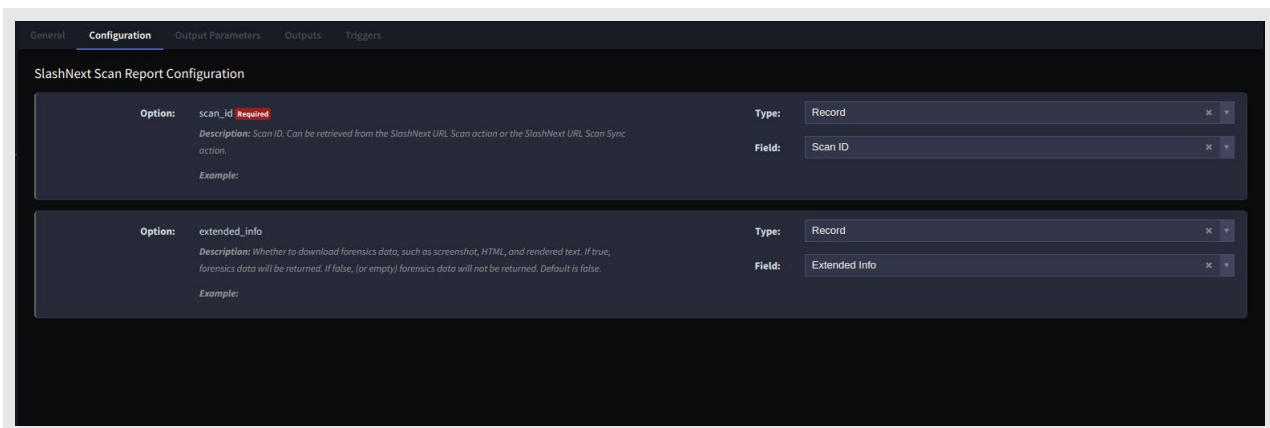 General Configuration Output Parameters Outputs Triggers
SlashNext Scan Report Configuration
Option: scan_id Required Type: Record
Description: Scan ID. Can be retrieved from the SlashNext URL Scan action or the SlashNext URL Scan Sync
action. Field: Scan ID
Example:
Option: extended_info Type: Record
Description: Whether to download forensics data, such as screenshot, HTML, and rendered text. If true,
forensics data will be returned. If false, (or empty) forensics data will not be returned. Default is false. Field: Extended Info
Example: